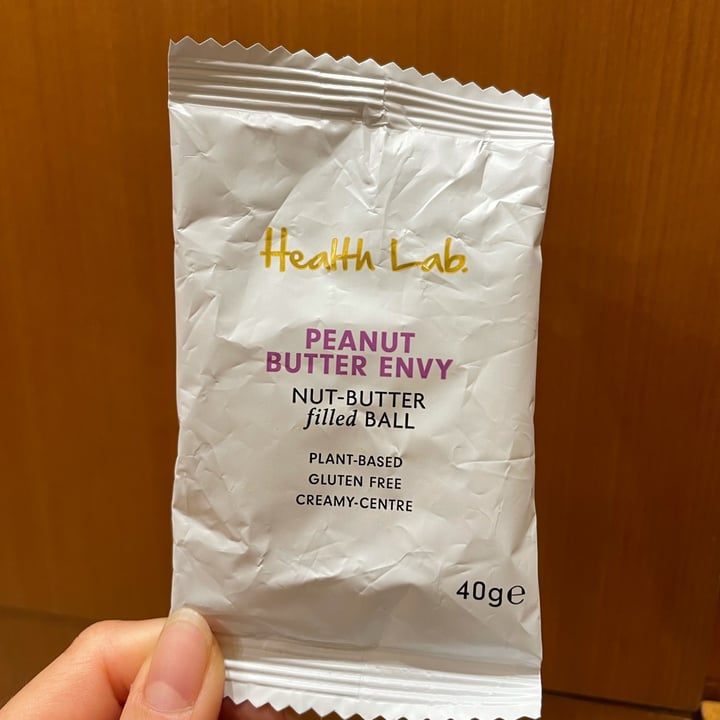 Health Lab.
PEANUT
BUTTER ENVY
NUT-BUTTER
filled BALL
PLANT-BASED
GLUTEN FREE
CREAMY-CENTRE
40g℮